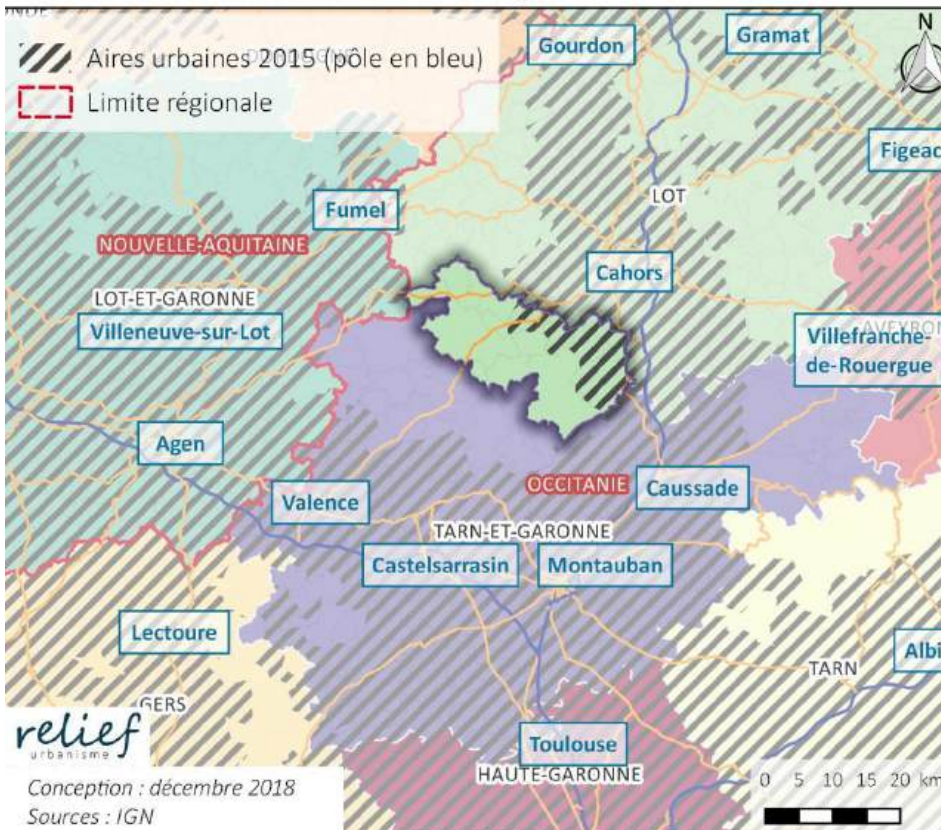 Aires urbaines 2015 (pôle en bleu)
Limite régionale
Gourdon
Gramat
N
Figeac
Fumel
LOT
NOUVELLE-AQUITAINE
Cahors
LOT-ET-GARONNE
Villeneuve-sur-Lot
AVEYRON
Villefranche-
de-Rouergue
Agen
OCCITANIE
Caussade
Valence
TARN-ET-GARONNE
Castelsarrasin
Montauban
Lectoure
Albi
TARN
GERS
relief
urbanisme
Toulouse
HAUTE-GARONNE
0 5 10 15 20 km
Conception : décembre 2018
Sources : IGN